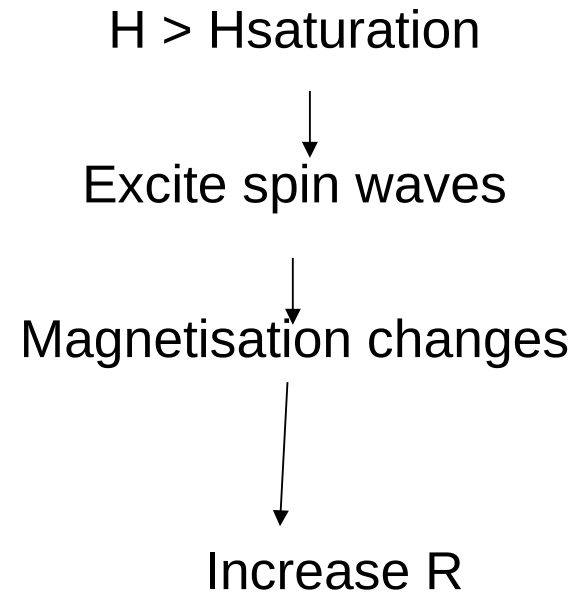 H > Hsaturation
Excite spin waves
Magnetisation changes
Increase R